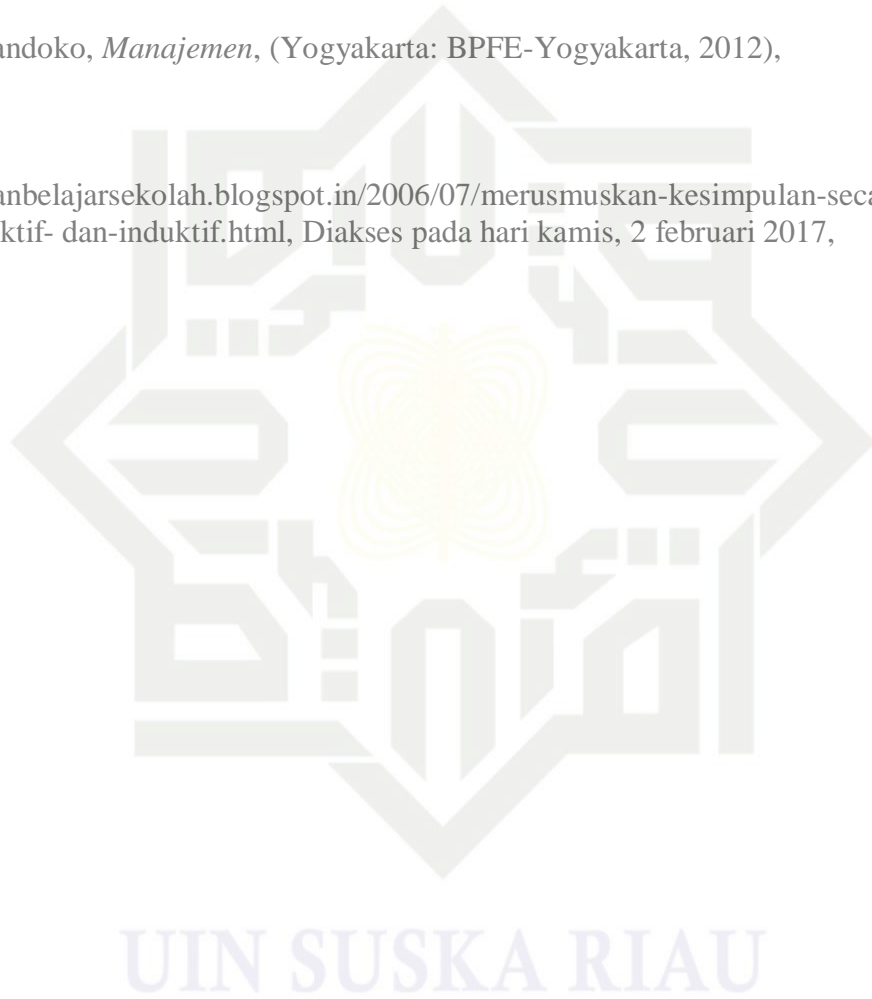 andoko, Manajemen, (Yogyakarta: BPFE-Yogyakarta, 2012),
anbelajarsekolah.blogspot.in/2006/07/merusmuskan-kesimpulan-seca
ktif- dan-induktif.html, Diakses pada hari kamis, 2 februari 2017,
UIN SUSKA RIAU